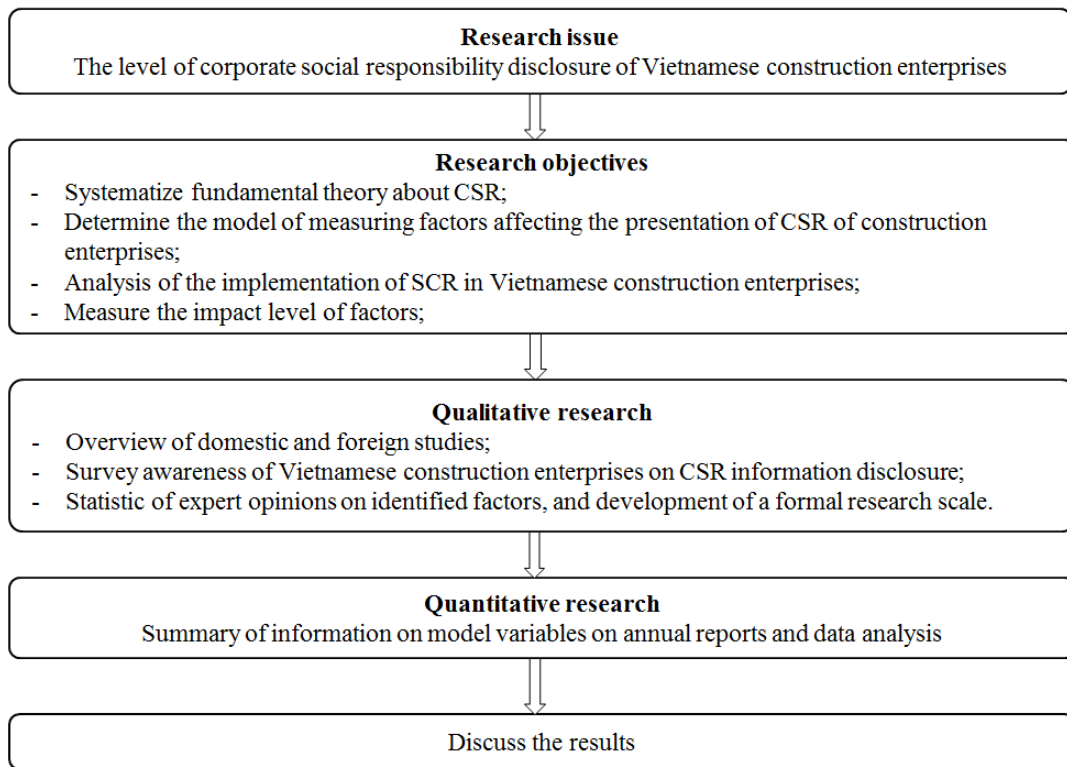 Research issue
The level of corporate social responsibility disclosure of Vietnamese construction enterprises
Research objectives
- Systematize fundamental theory about CSR;
- Determine the model of measuring factors affecting the presentation of CSR of construction
enterprises;
- Analysis of the implementation of SCR in Vietnamese construction enterprises;
- Measure the impact level of factors;
Qualitative research
- Overview of domestic and foreign studies;
- Survey awareness of Vietnamese construction enterprises on CSR information disclosure;
- Statistic of expert opinions on identified factors, and development of a formal research scale.
Quantitative research
Summary of information on model variables on annual reports and data analysis
Discuss the results